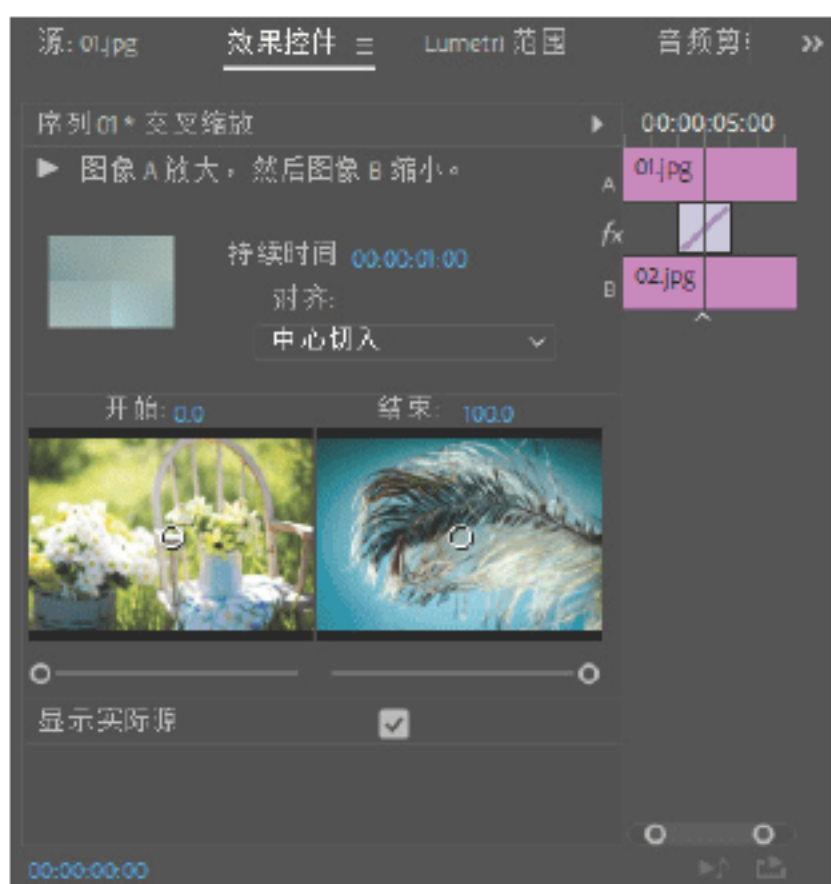 源: 01.jpg 效果控件 ≡ Lumetri 范围 音频剪 »
序列 01 * 交叉缩放 00:00:05:00
图像 A 放大，然后图像 B 缩小。
A 01.jpg
fx
持续时间 00:00:01:00
B 02.jpg
对齐:
中心切入
开始: 0.0 结束: 100.0
显示实际源
00:00:00:00